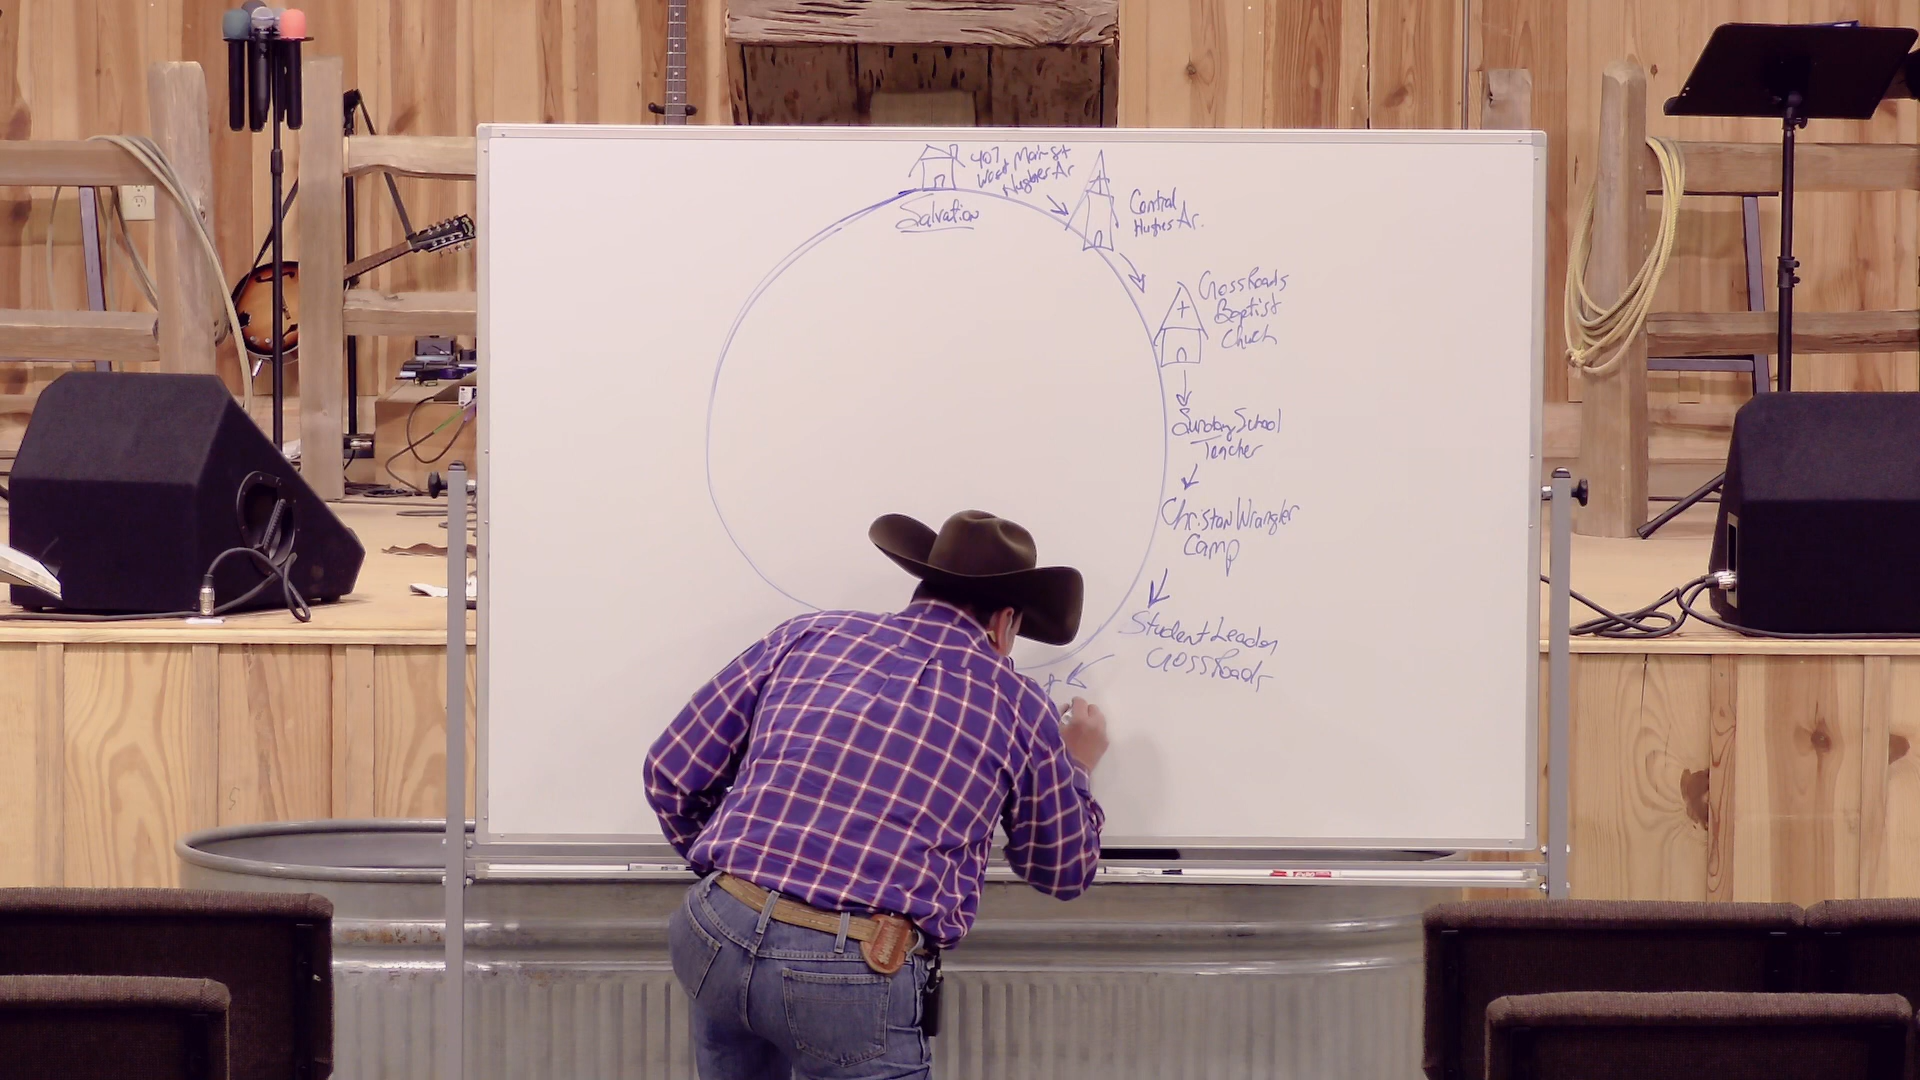 407 Main St
West Hughes Ar
Salvation
Central
Hughes Ar.
CrossRoads
Baptist
Church
Sunday School
Teacher
Christian Wrangler
Camp
Student Leader
CrossRoads